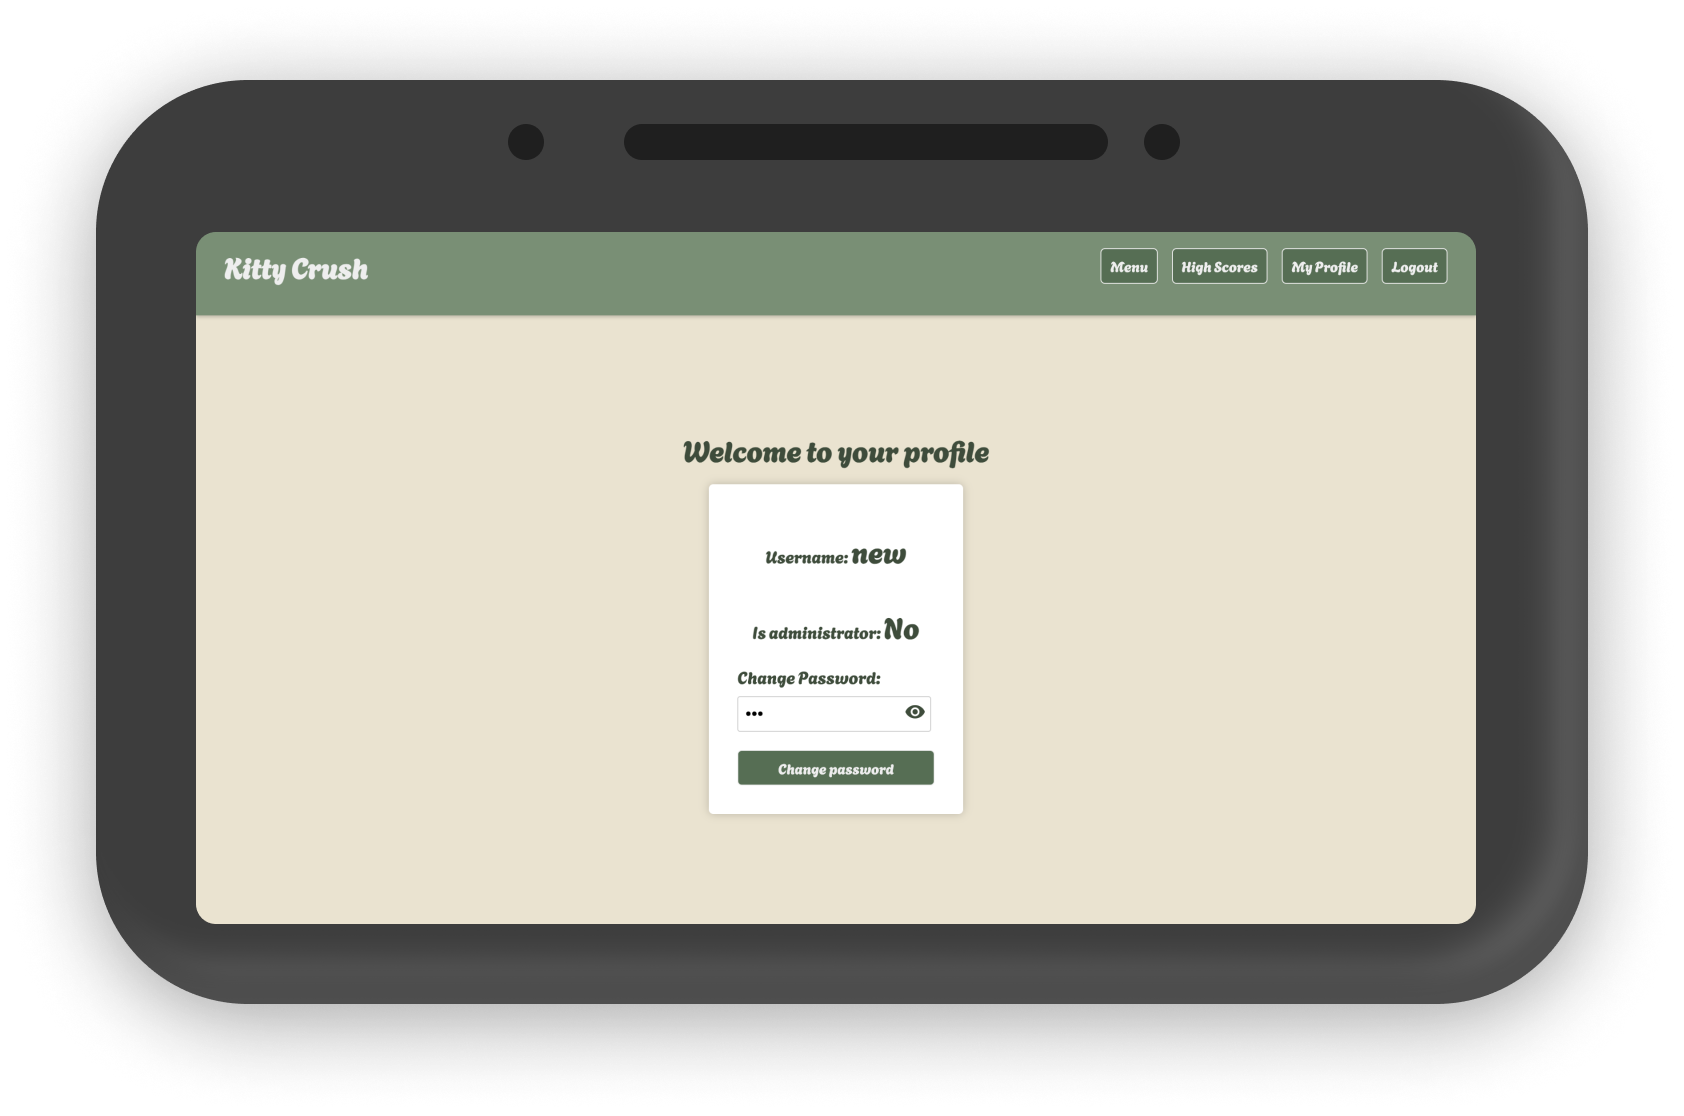 Kitty Crush
Menu
High Scores
My Profile
Logout
Welcome to your profile
Username: new
Is administrator: No
Change Password:
•••
Change password